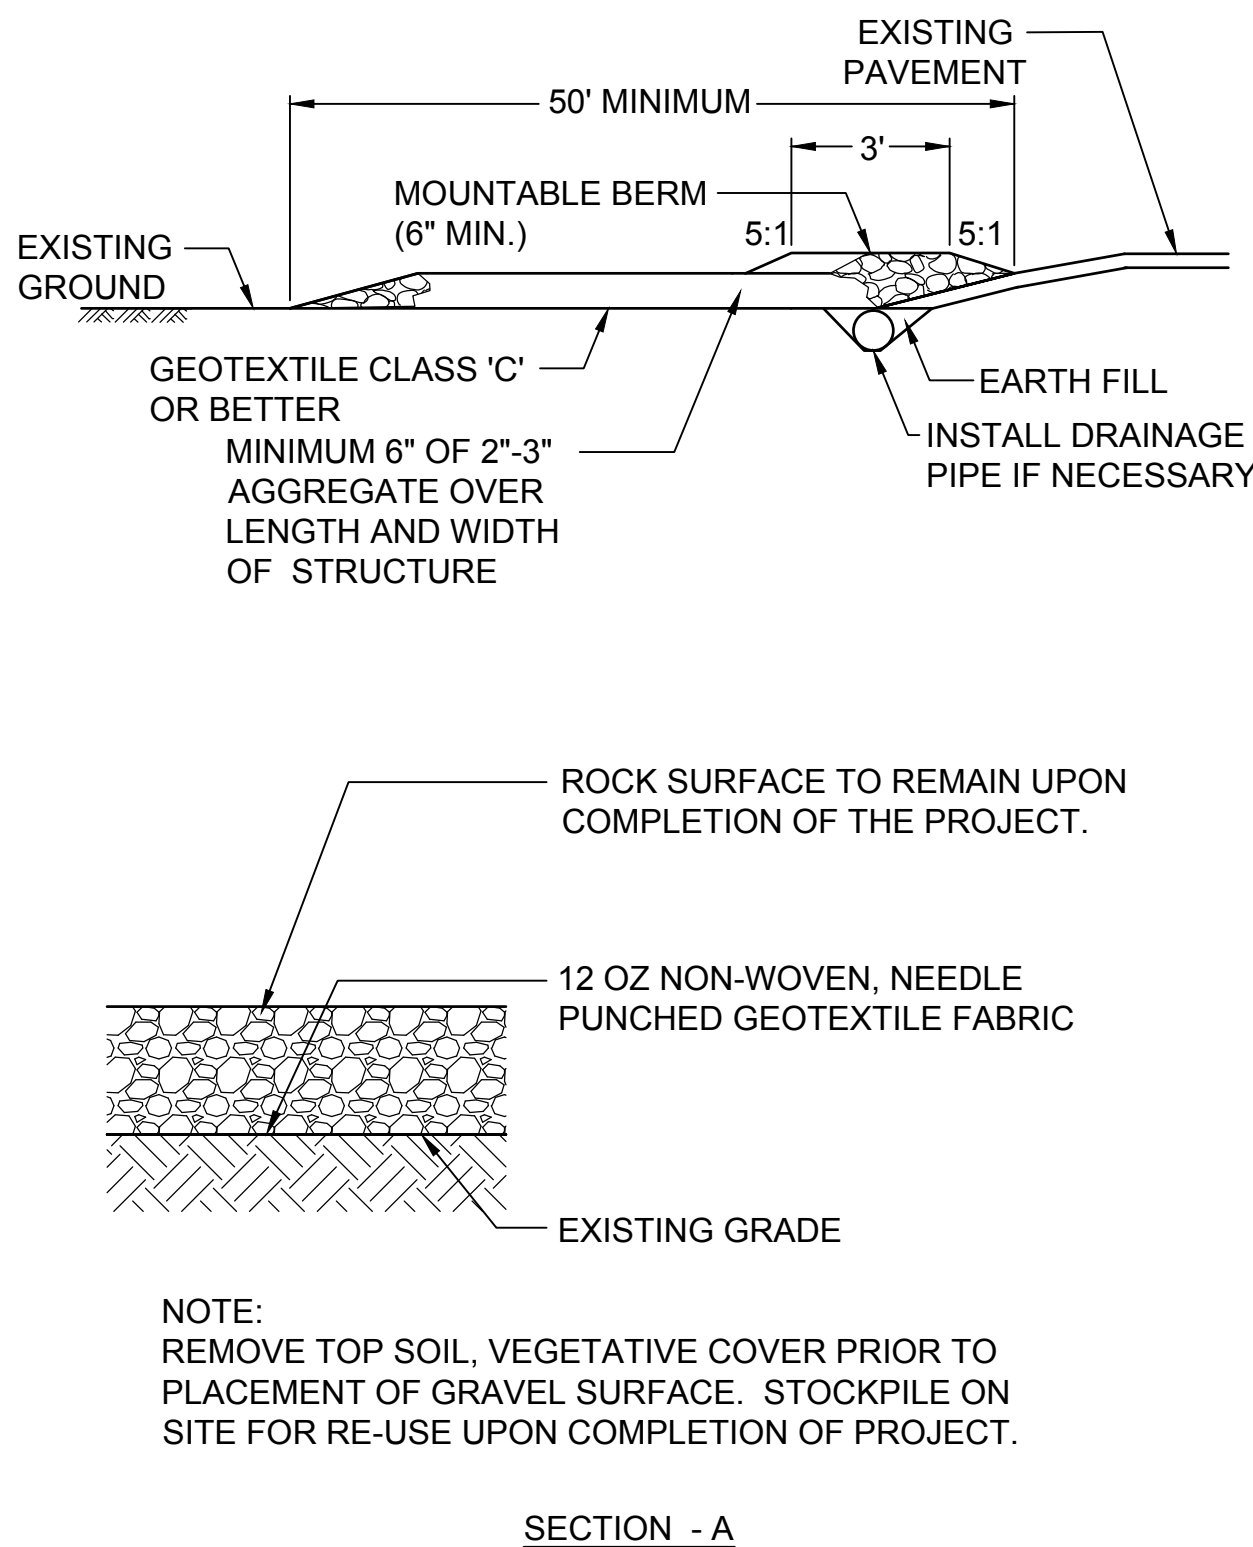 EXISTING
PAVEMENT
50' MINIMUM
3'
MOUNTABLE BERM
(6" MIN.)
5:1
5:1
EXISTING
GROUND
GEOTEXTILE CLASS 'C'
OR BETTER
EARTH FILL
INSTALL DRAINAGE
PIPE IF NECESSARY
MINIMUM 6" OF 2"-3"
AGGREGATE OVER
LENGTH AND WIDTH
OF STRUCTURE
ROCK SURFACE TO REMAIN UPON
COMPLETION OF THE PROJECT.
12 OZ NON-WOVEN, NEEDLE
PUNCHED GEOTEXTILE FABRIC
EXISTING GRADE
NOTE:
REMOVE TOP SOIL, VEGETATIVE COVER PRIOR TO
PLACEMENT OF GRAVEL SURFACE. STOCKPILE ON
SITE FOR RE-USE UPON COMPLETION OF PROJECT.
SECTION - A